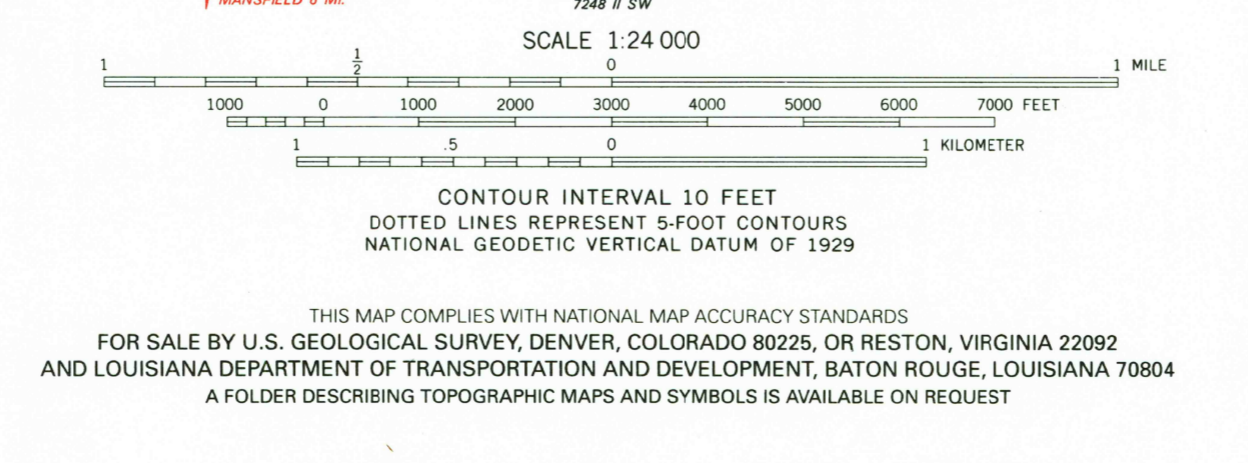 MANSFIELD 6 MI.
7248 II SW
SCALE 1:24 000
1 1/2 0 1 MILE
1000 0 1000 2000 3000 4000 5000 6000 7000 FEET
1 .5 0 1 KILOMETER
CONTOUR INTERVAL 10 FEET
DOTTED LINES REPRESENT 5-FOOT CONTOURS
NATIONAL GEODETIC VERTICAL DATUM OF 1929
THIS MAP COMPLIES WITH NATIONAL MAP ACCURACY STANDARDS
FOR SALE BY U.S. GEOLOGICAL SURVEY, DENVER, COLORADO 80225, OR RESTON, VIRGINIA 22092
AND LOUISIANA DEPARTMENT OF TRANSPORTATION AND DEVELOPMENT, BATON ROUGE, LOUISIANA 70804
A FOLDER DESCRIBING TOPOGRAPHIC MAPS AND SYMBOLS IS AVAILABLE ON REQUEST